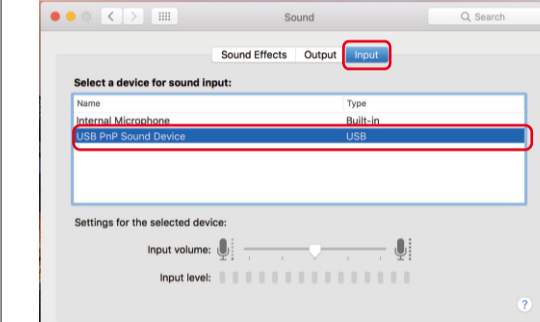 Sound
Search
Sound Effects Output Input
Select a device for sound input:
Name Type
Internal Microphone Built-in
USB PnP Sound Device USB
Settings for the selected device:
Input volume:
Input level:
?